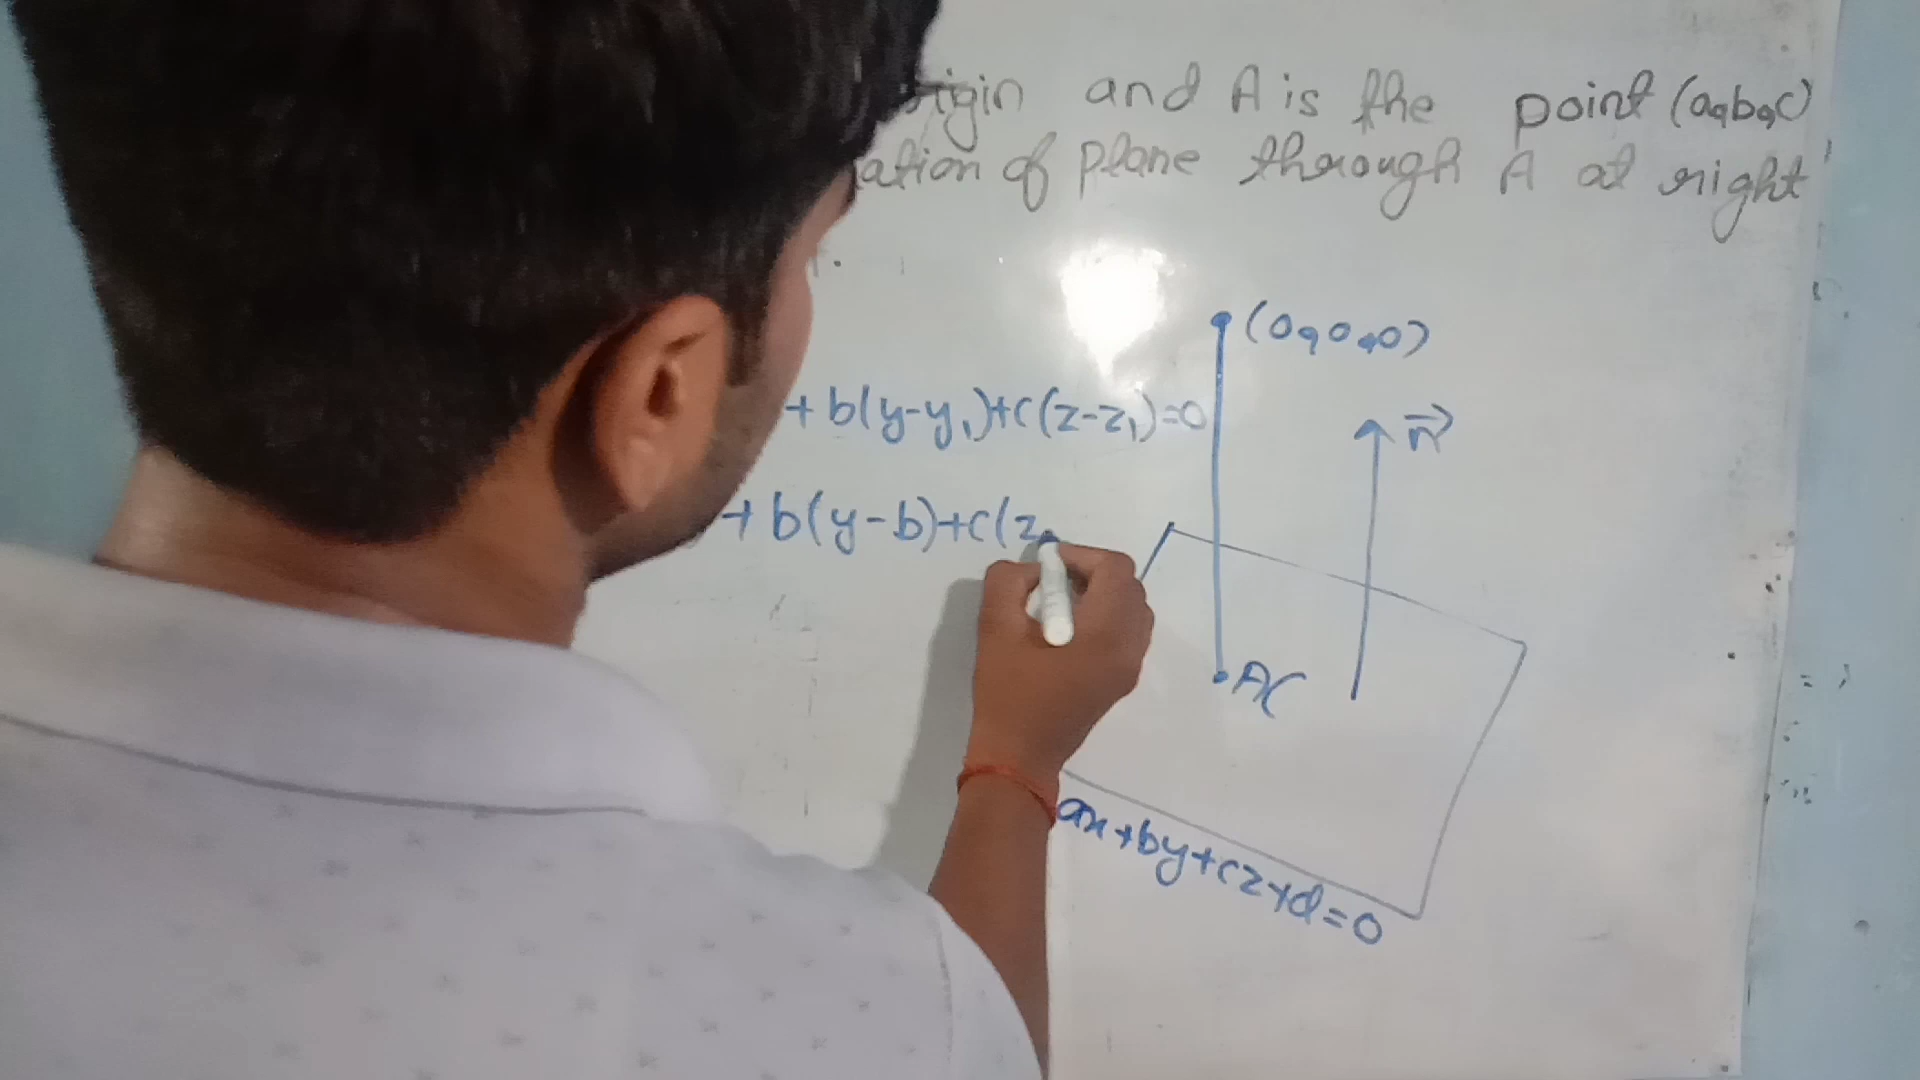 origin and A is the point (a,b,c)
ation of plane through A at right
(0,0,0)
+ b(y-y₁)+c(z-z₁)=0
n⃗
+ b(y-b)+c(z
A(
ax+by+cz+d=0